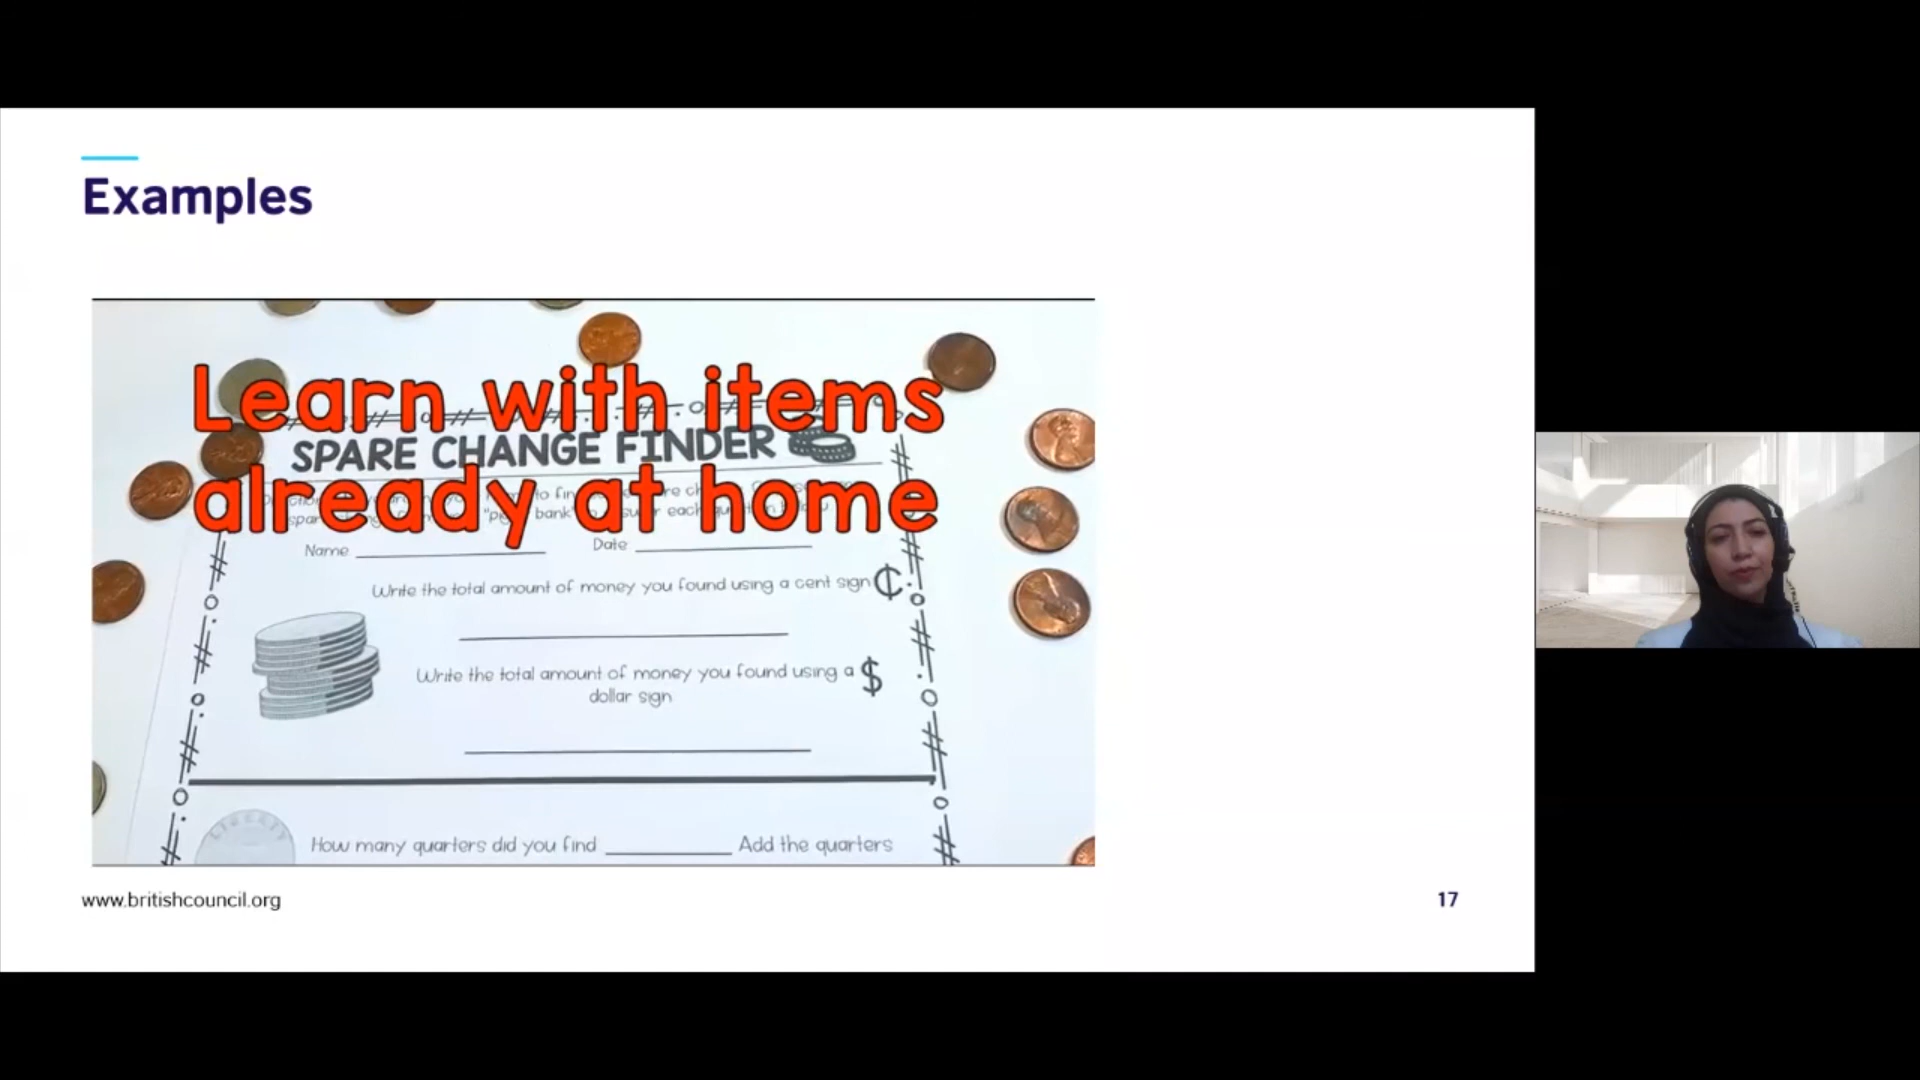 Examples
Learn with items
SPARE CHANGE FINDER
already at home
Name Date
Write the total amount of money you found using a cent sign ¢
Write the total amount of money you found using a $
dollar sign
LIBERTY
How many quarters did you find Add the quarters
www.britishcouncil.org
17